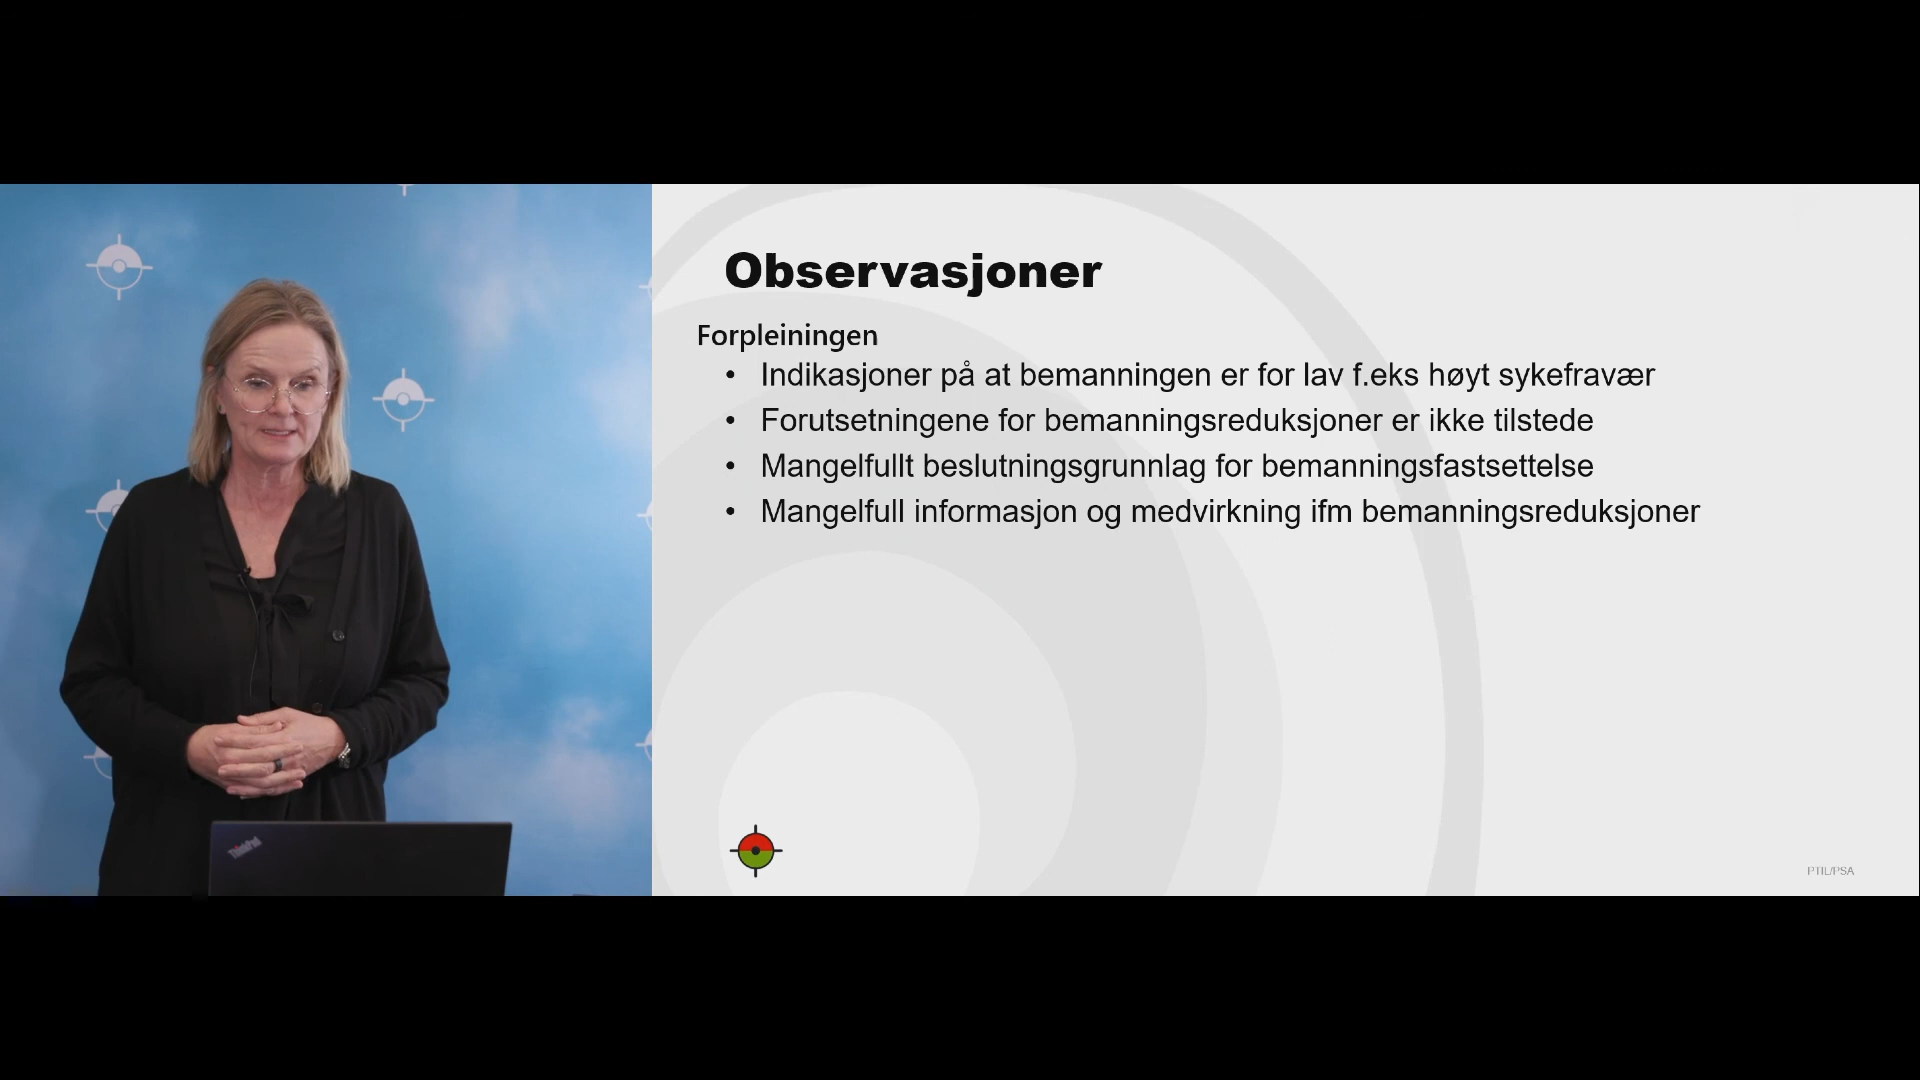 Observasjoner
Forpleiningen
• Indikasjoner på at bemanningen er for lav f.eks høyt sykefravær
• Forutsetningene for bemanningsreduksjoner er ikke tilstede
• Mangelfullt beslutningsgrunnlag for bemanningsfastsettelse
• Mangelfull informasjon og medvirkning ifm bemanningsreduksjoner
ThinkPad
PTIL/PSA